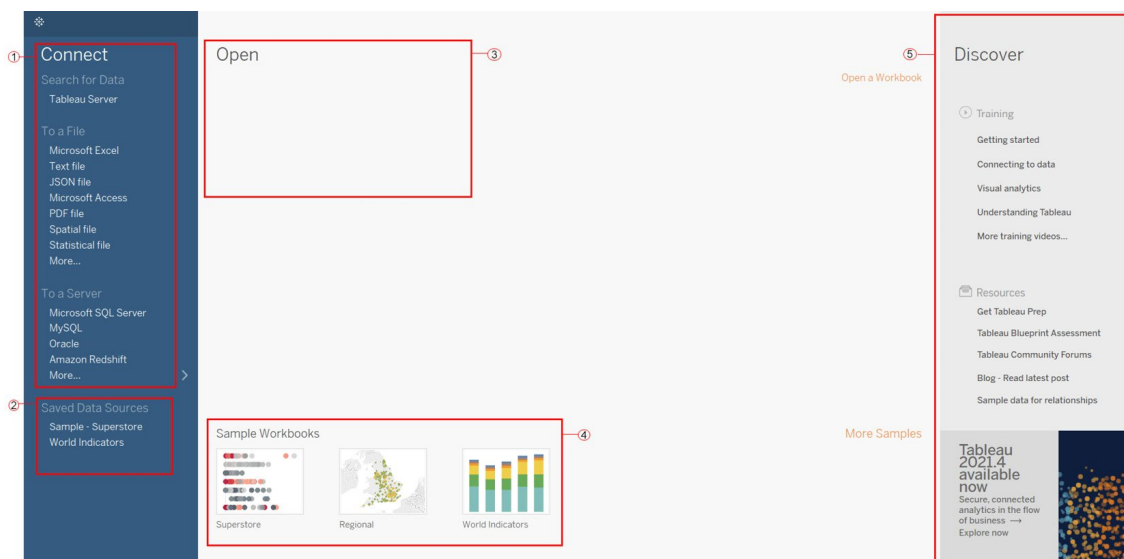 ① Connect
Search for Data
Tableau Server
To a File
Microsoft Excel
Text file
JSON file
Microsoft Access
PDF file
Spatial file
Statistical file
More...
To a Server
Microsoft SQL Server
MySQL
Oracle
Amazon Redshift
More...
② Saved Data Sources
Sample - Superstore
World Indicators
Open ③
Open a Workbook
Sample Workbooks ④
More Samples
Superstore
Regional
World Indicators
⑤ Discover
Training
Getting started
Connecting to data
Visual analytics
Understanding Tableau
More training videos...
Resources
Get Tableau Prep
Tableau Blueprint Assessment
Tableau Community Forums
Blog - Read latest post
Sample data for relationships
Tableau
2021.4
available
now
Secure, connected
analytics in the flow
of business →
Explore now